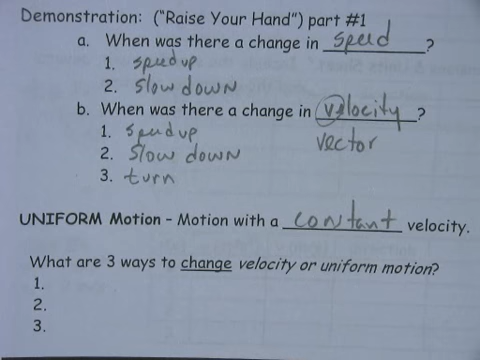 Demonstration: ("Raise Your Hand") part #1
a. When was there a change in speed?
1. speed up
2. slow down
b. When was there a change in velocity?
1. speed up
vector
2. slow down
3. turn
UNIFORM Motion - Motion with a constant velocity.
What are 3 ways to change velocity or uniform motion?
1.
2.
3.